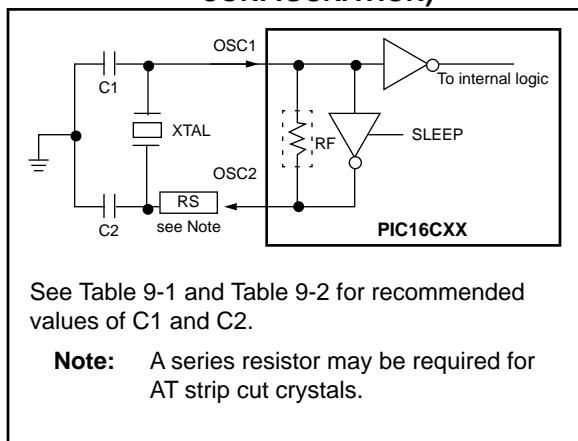 OSC1
C1
To internal logic
XTAL
RF
SLEEP
OSC2
RS
C2
see Note
PIC16CXX
See Table 9-1 and Table 9-2 for recommended
values of C1 and C2.
Note: A series resistor may be required for
AT strip cut crystals.